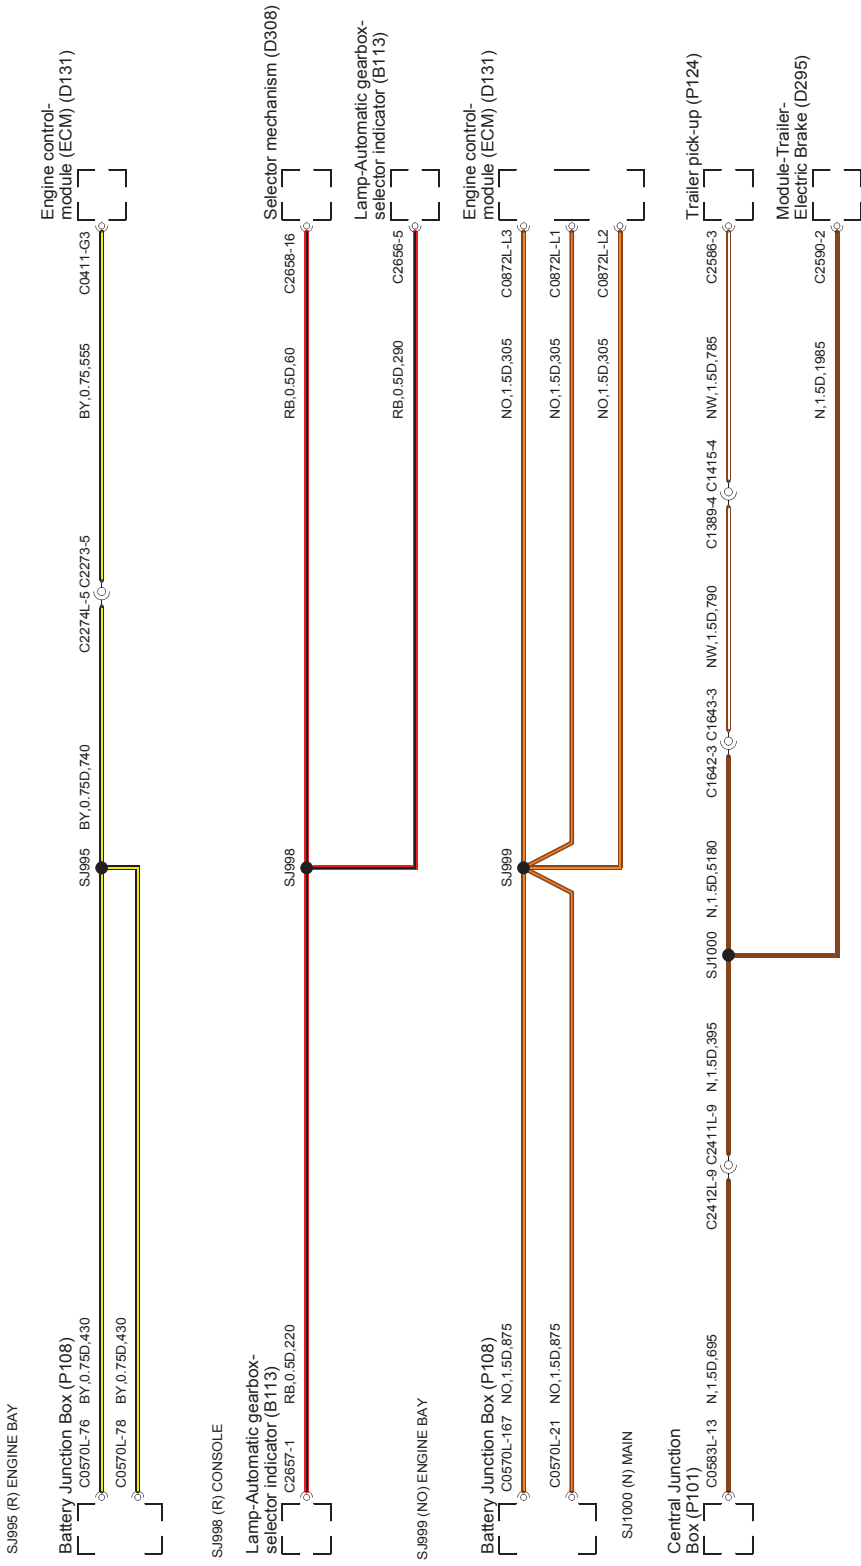 SJ995 (R) ENGINE BAY
Battery Junction Box (P108)
C0570L-76 BY,0.75D,430
C0570L-78 BY,0.75D,430
SJ995
BY,0.75D,740
C2274L-5 C2273-5
BY,0.75,555
C0411-G3
Engine control-
module (ECM) (D131)
SJ998 (R) CONSOLE
Lamp-Automatic gearbox-
selector indicator (B113)
C2657-1 RB,0.5D,220
SJ998
RB,0.5D,60
C2658-16
Selector mechanism (D308)
RB,0.5D,290
C2656-5
Lamp-Automatic gearbox-
selector indicator (B113)
SJ999 (NO) ENGINE BAY
Battery Junction Box (P108)
C0570L-167 NO,1.5D,875
C0570L-21 NO,1.5D,875
SJ999
NO,1.5D,305
C0872L-L3
NO,1.5D,305
C0872L-L1
NO,1.5D,305
C0872L-L2
Engine control-
module (ECM) (D131)
SJ1000 (N) MAIN
Central Junction
Box (P101)
C0583L-13 N,1.5D,695
C2412L-9 C2411L-9
N,1.5D,395
SJ1000
N,1.5D,5180
C1642-3 C1643-3
NW,1.5D,790
C1389-4 C1415-4
NW,1.5D,785
C2586-3
Trailer pick-up (P124)
N,1.5D,1985
C2590-2
Module-Trailer-
Electric Brake (D295)